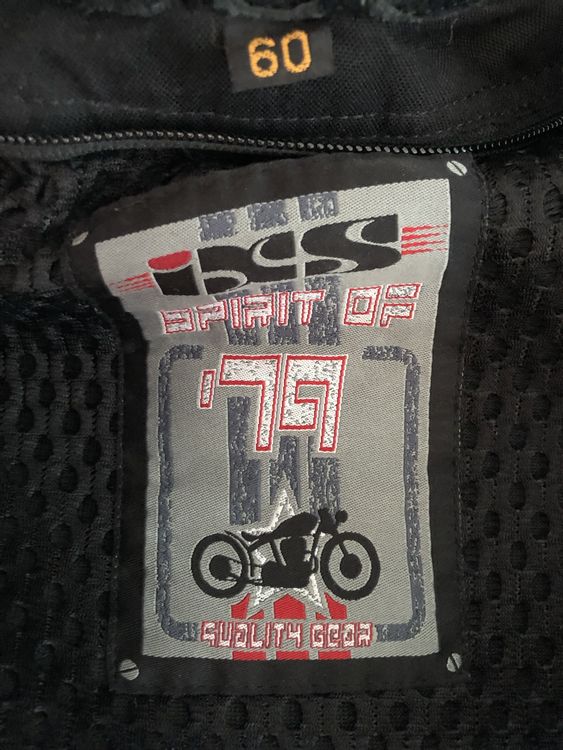 60
iXS
SPIRIT OF
'79
QUALITY GEAR